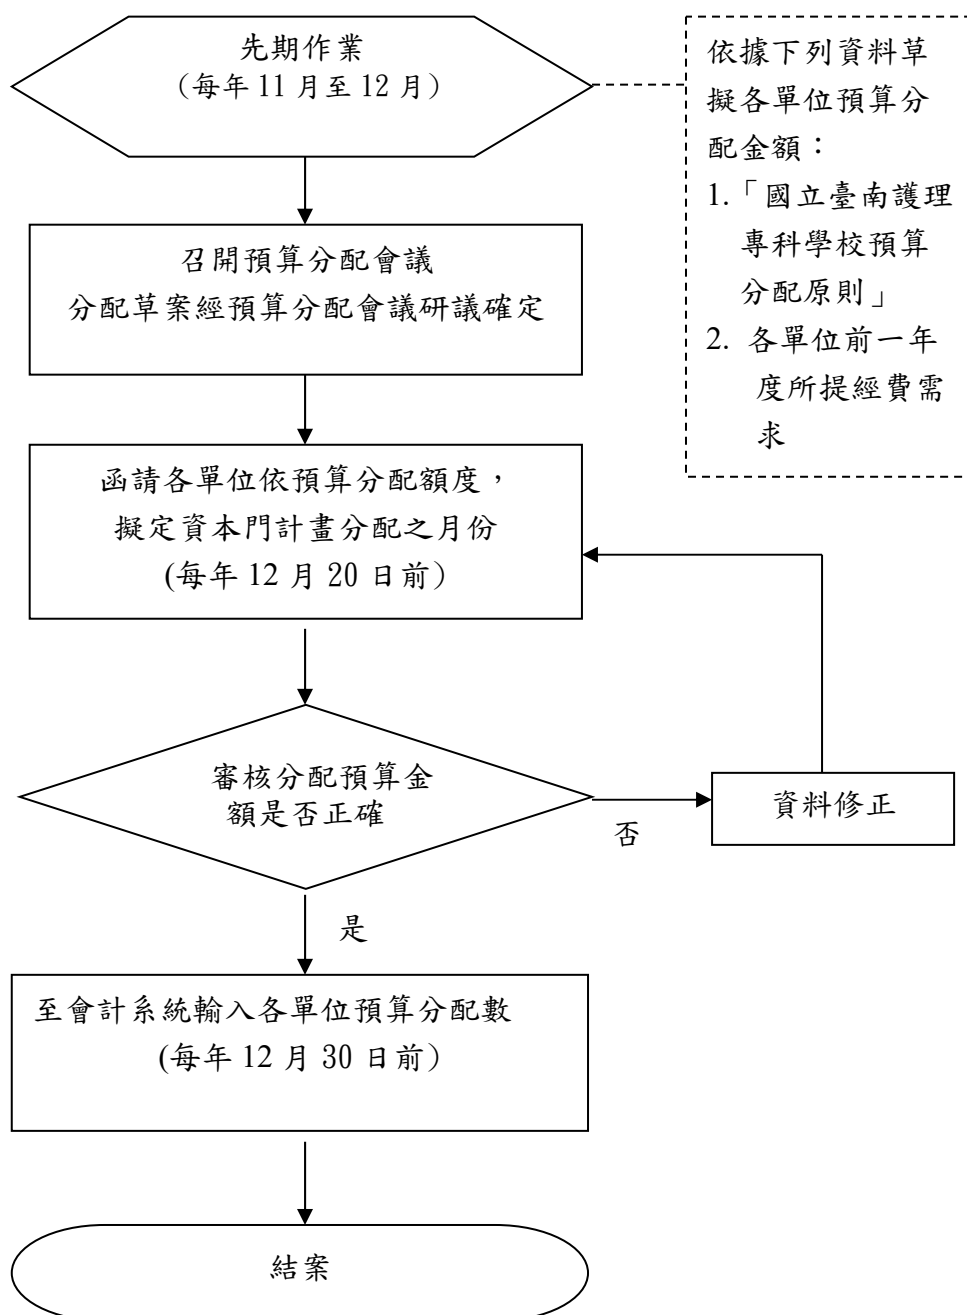 先期作業
（每年 11 月至 12 月）
依據下列資料草
擬各單位預算分
配金額：
1.「國立臺南護理
專科學校預算
分配原則」
2. 各單位前一年
度所提經費需
求
召開預算分配會議
分配草案經預算分配會議研議確定
函請各單位依預算分配額度，
擬定資本門計畫分配之月份
(每年 12 月 20 日前）
審核分配預算金
額是否正確
否
資料修正
是
至會計系統輸入各單位預算分配數
(每年 12 月 30 日前）
結案